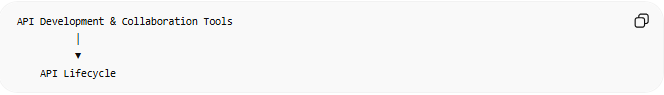 API Development & Collaboration Tools
│
▼
API Lifecycle